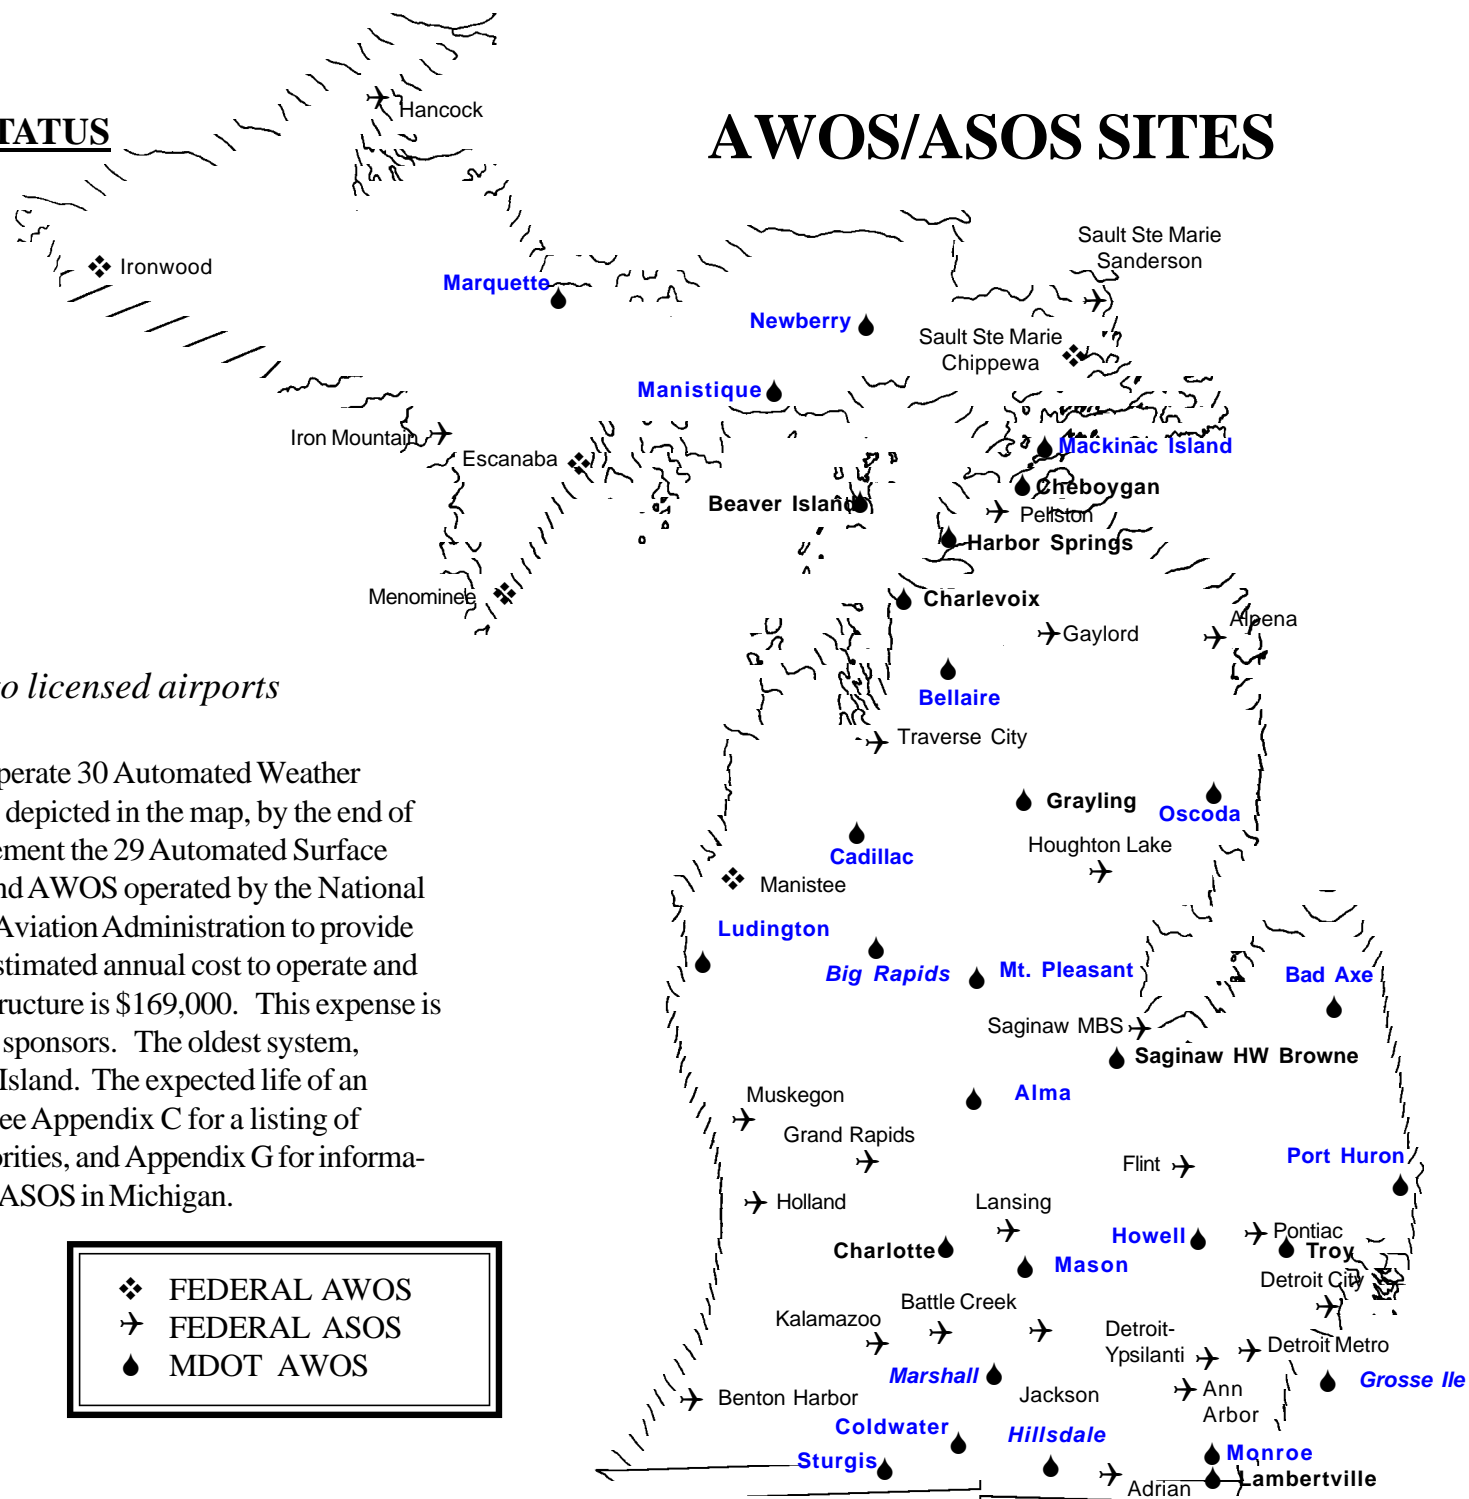 TATUS
AWOS/ASOS SITES
Hancock
Sault Ste Marie
Sanderson
Ironwood
Marquette
Newberry
Sault Ste Marie
Chippewa
Manistique
Iron Mountain
Escanaba
Mackinac Island
Cheboygan
Beaver Island
Pellston
Harbor Springs
Menominee
Charlevoix
Gaylord
Alpena
o licensed airports
Bellaire
Traverse City
perate 30 Automated Weather
depicted in the map, by the end of
ement the 29 Automated Surface
nd AWOS operated by the National
Aviation Administration to provide
stimated annual cost to operate and
ructure is $169,000. This expense is
sponsors. The oldest system,
Island. The expected life of an
ee Appendix C for a listing of
orities, and Appendix G for informa-
ASOS in Michigan.
Grayling
Oscoda
Cadillac
Houghton Lake
Manistee
Ludington
Big Rapids
Mt. Pleasant
Bad Axe
Saginaw MBS
Saginaw HW Browne
Muskegon
Alma
Grand Rapids
Flint
Port Huron
Holland
Lansing
Charlotte
Mason
Howell
Pontiac
Troy
Detroit City
Kalamazoo
Battle Creek
Detroit-
Ypsilanti
Detroit Metro
Marshall
Jackson
Ann
Arbor
Grosse Ile
Benton Harbor
Coldwater
Hillsdale
Sturgis
Monroe
Adrian
Lambertville
FEDERAL AWOS
FEDERAL ASOS
MDOT AWOS